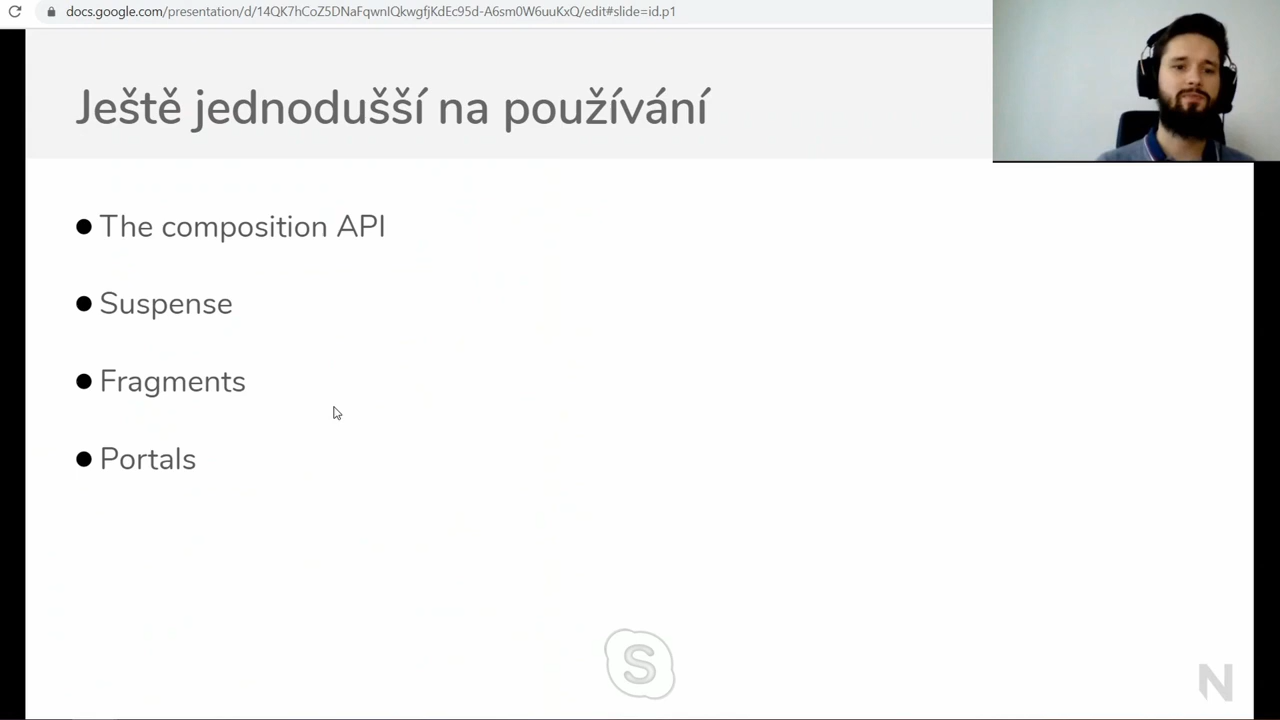 docs.google.com/presentation/d/14QK7hCoZ5DNaFqwnIQkwgfjKdEc95d-A6sm0W6uuKxQ/edit#slide=id.p1
Ještě jednodušší na používání
● The composition API
● Suspense
● Fragments
● Portals
S
N